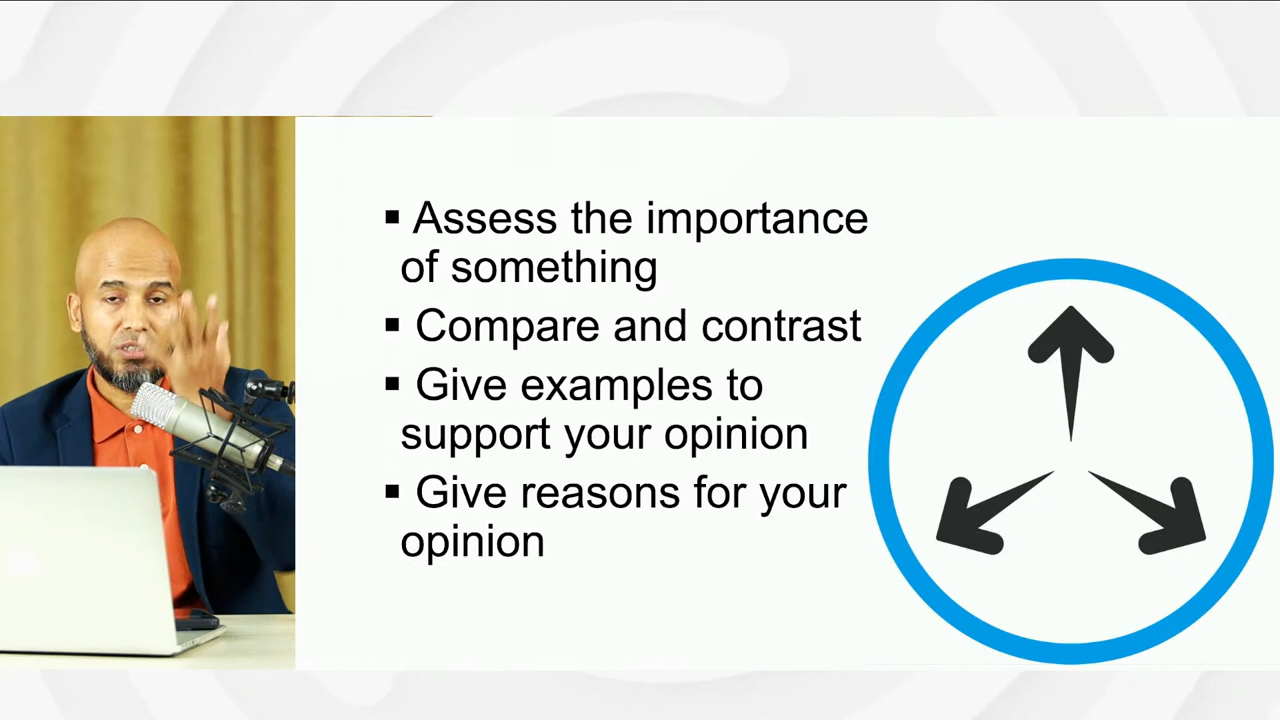 ▪ Assess the importance
of something
▪ Compare and contrast
▪ Give examples to
support your opinion
▪ Give reasons for your
opinion